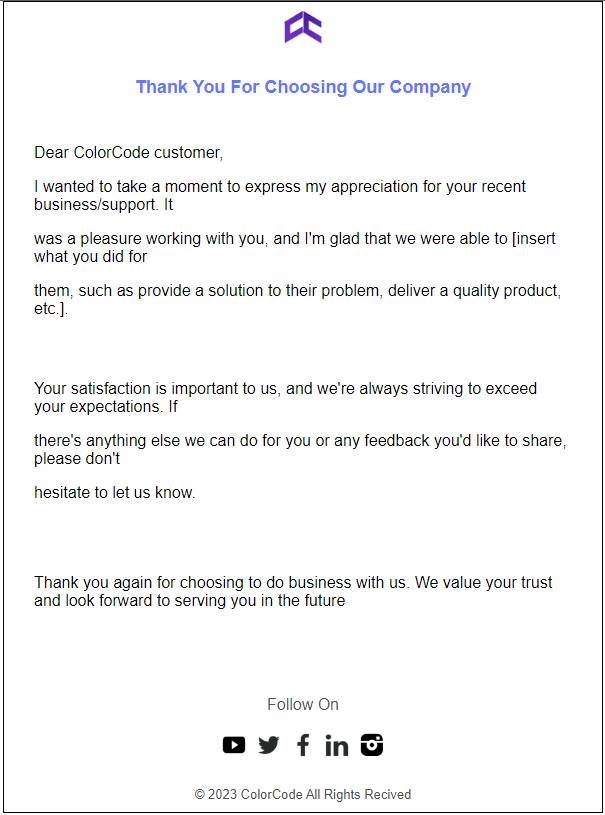 Thank You For Choosing Our Company
Dear ColorCode customer,
I wanted to take a moment to express my appreciation for your recent
business/support. It
was a pleasure working with you, and I'm glad that we were able to [insert
what you did for
them, such as provide a solution to their problem, deliver a quality product,
etc.].
Your satisfaction is important to us, and we're always striving to exceed
your expectations. If
there's anything else we can do for you or any feedback you'd like to share,
please don't
hesitate to let us know.
Thank you again for choosing to do business with us. We value your trust
and look forward to serving you in the future
Follow On
© 2023 ColorCode All Rights Recived